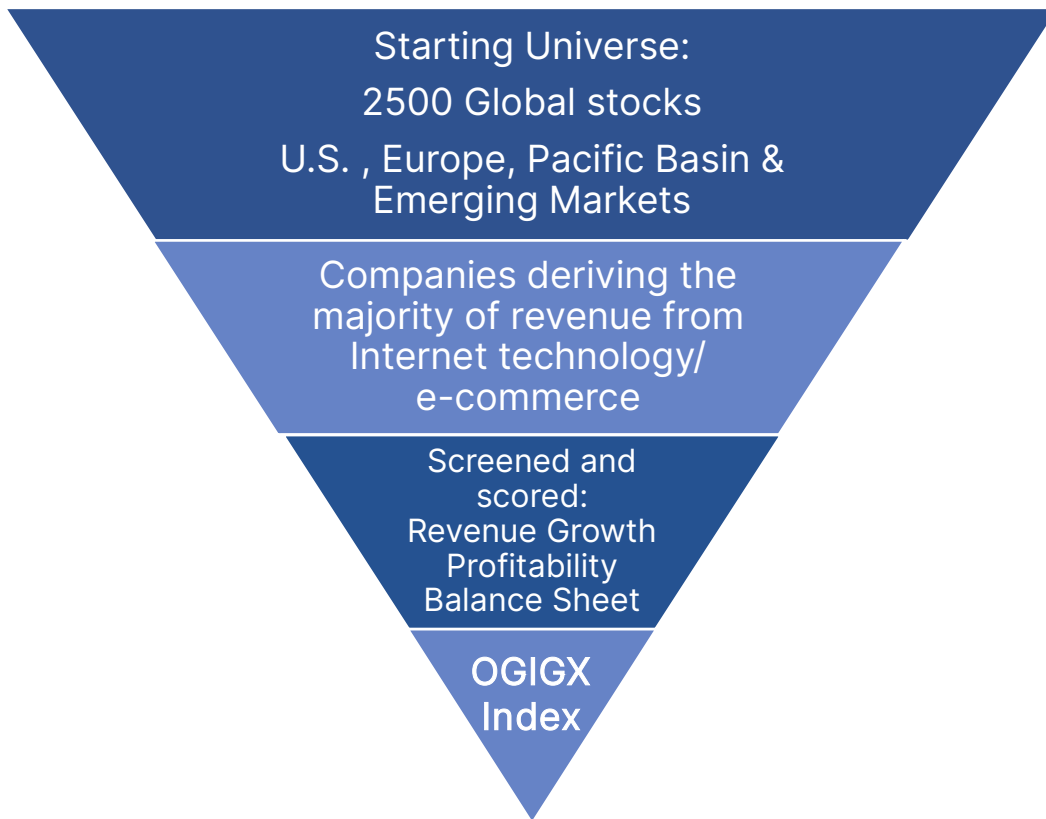 Starting Universe:
2500 Global stocks
U.S. , Europe, Pacific Basin &
Emerging Markets
Companies deriving the
majority of revenue from
Internet technology/
e-commerce
Screened and
scored:
Revenue Growth
Profitability
Balance Sheet
OGIGX
Index